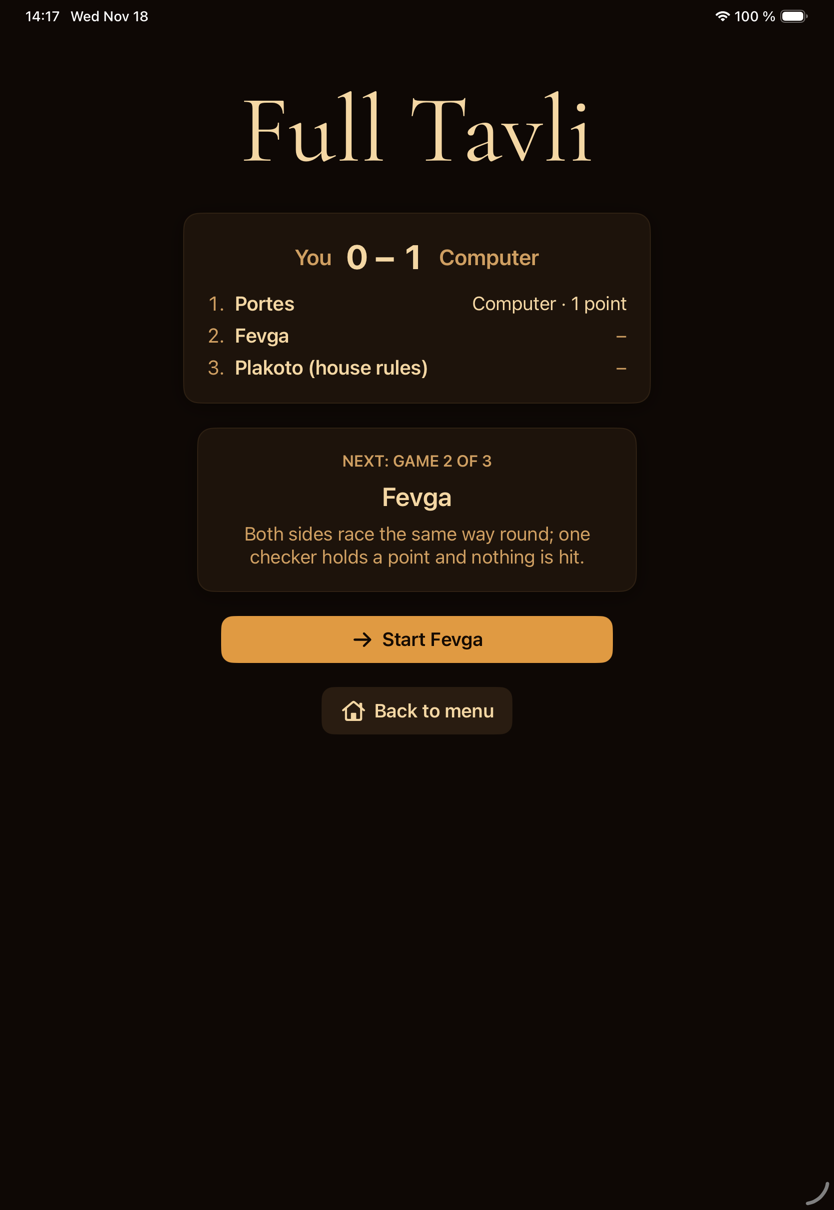 14:17 Wed Nov 18
100 %
Full Tavli
You 0 – 1 Computer
1. Portes Computer · 1 point
2. Fevga –
3. Plakoto (house rules) –
NEXT: GAME 2 OF 3
Fevga
Both sides race the same way round; one
checker holds a point and nothing is hit.
Start Fevga
Back to menu